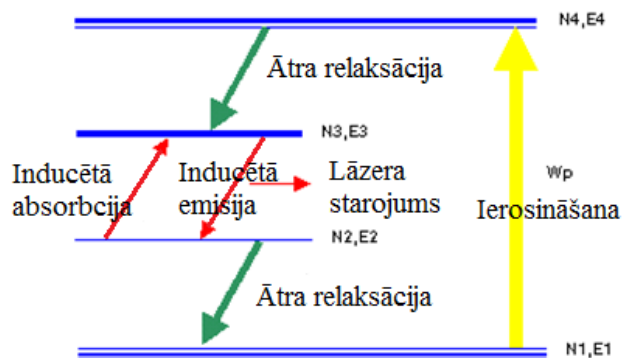 N4,E4
Ātra relaksācija
N3,E3
Inducētā
absorbcija
Inducētā
emisija
Lāzera
starojums
Wp
Ierosināšana
N2,E2
Ātra relaksācija
N1,E1